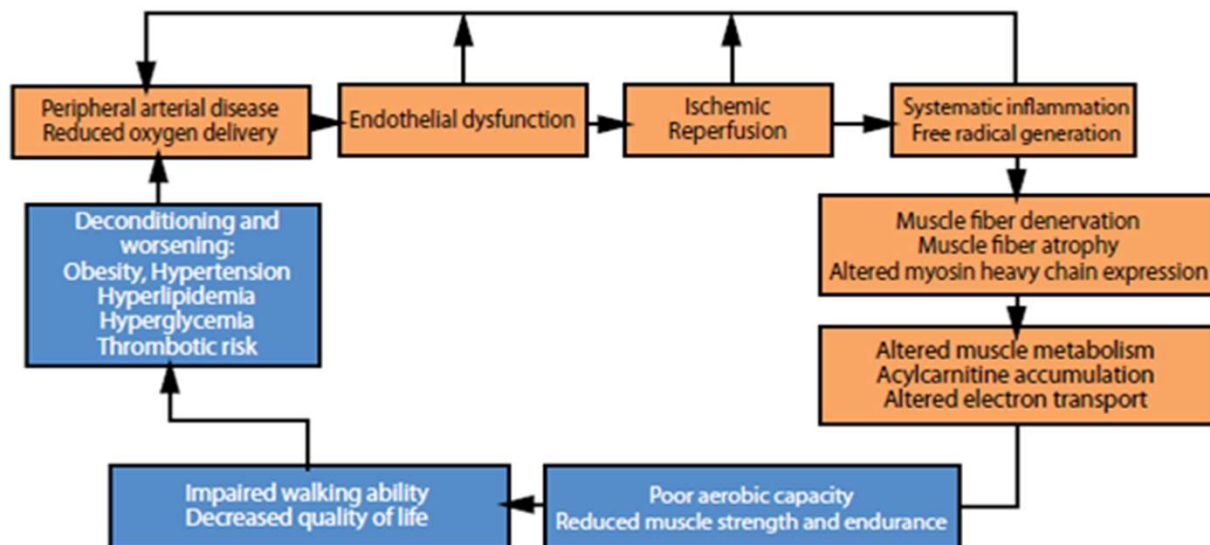 Peripheral arterial disease
Reduced oxygen delivery
Endothelial dysfunction
Ischemic
Reperfusion
Systematic inflammation
Free radical generation
Muscle fiber denervation
Muscle fiber atrophy
Altered myosin heavy chain expression
Altered muscle metabolism
Acylcarnitine accumulation
Altered electron transport
Poor aerobic capacity
Reduced muscle strength and endurance
Impaired walking ability
Decreased quality of life
Deconditioning and
worsening:
Obesity, Hypertension
Hyperlipidemia
Hyperglycemia
Thrombotic risk